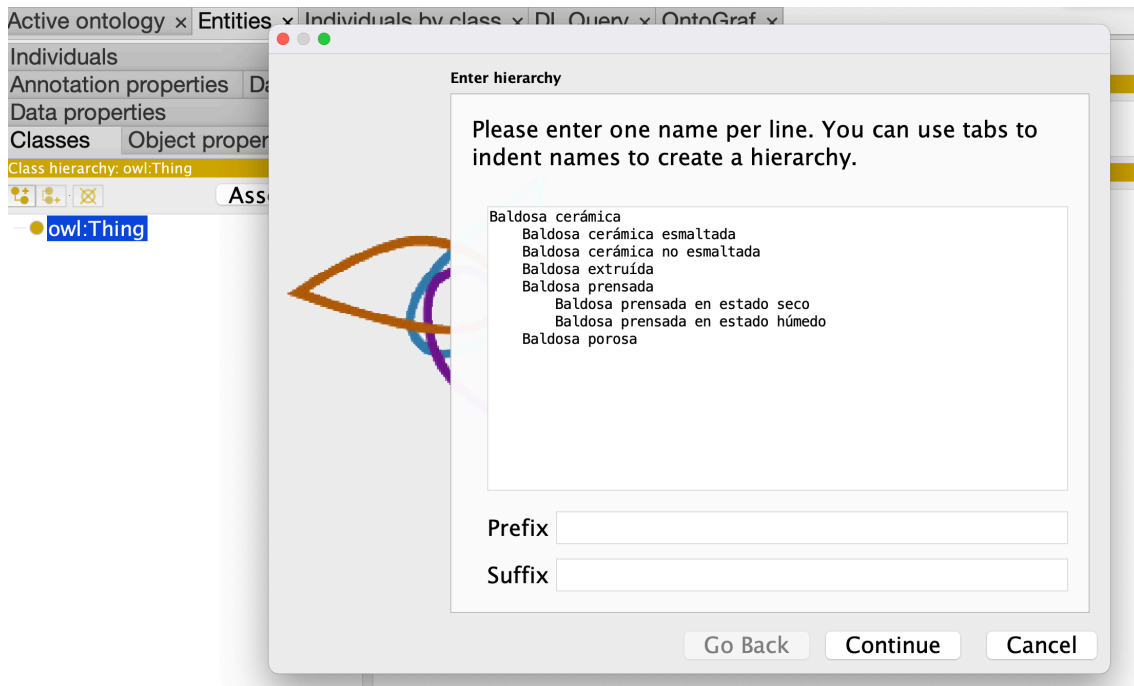 Active ontology × Entities × Individuals by class × DL Query × OntoGraf ×
Individuals
Annotation properties
Data properties
Classes Object proper
Class hierarchy: owl:Thing
owl:Thing
Enter hierarchy
Please enter one name per line. You can use tabs to
indent names to create a hierarchy.
Baldosa cerámica
Baldosa cerámica esmaltada
Baldosa cerámica no esmaltada
Baldosa extruída
Baldosa prensada
Baldosa prensada en estado seco
Baldosa prensada en estado húmedo
Baldosa porosa
Prefix
Suffix
Go Back Continue Cancel